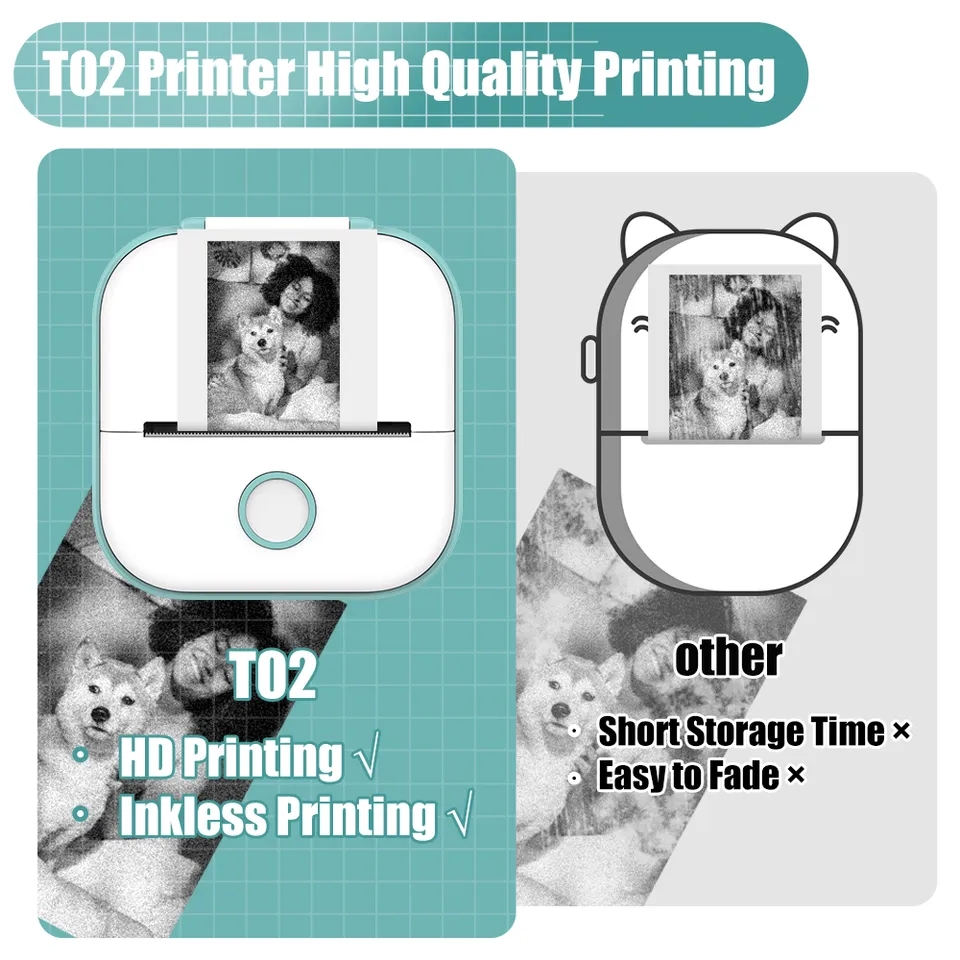 T02 Printer High Quality Printing
T02
HD Printing √
Inkless Printing √
other
Short Storage Time ×
Easy to Fade ×